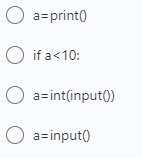 a=print()
if a<10:
a=int(input())
a=input()